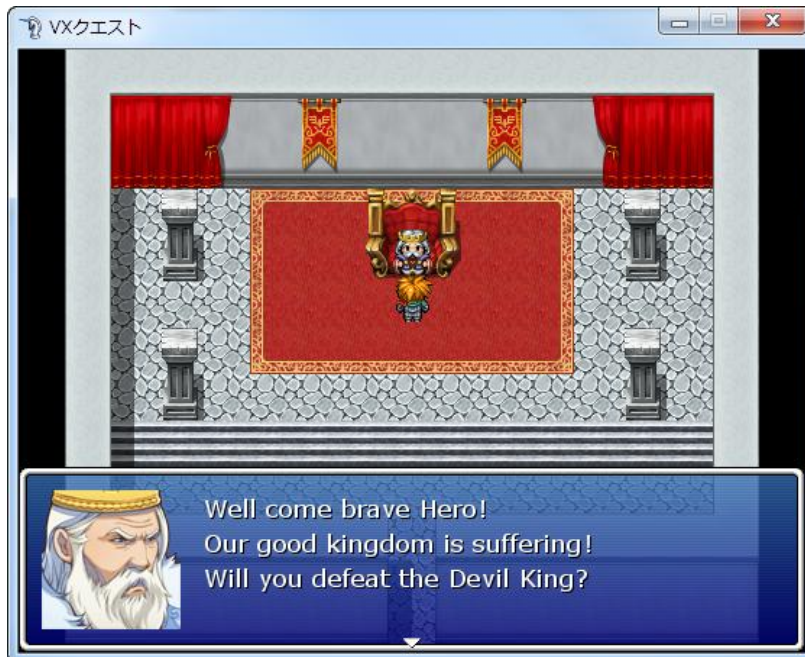 VXクエスト
Well come brave Hero!
Our good kingdom is suffering!
Will you defeat the Devil King?